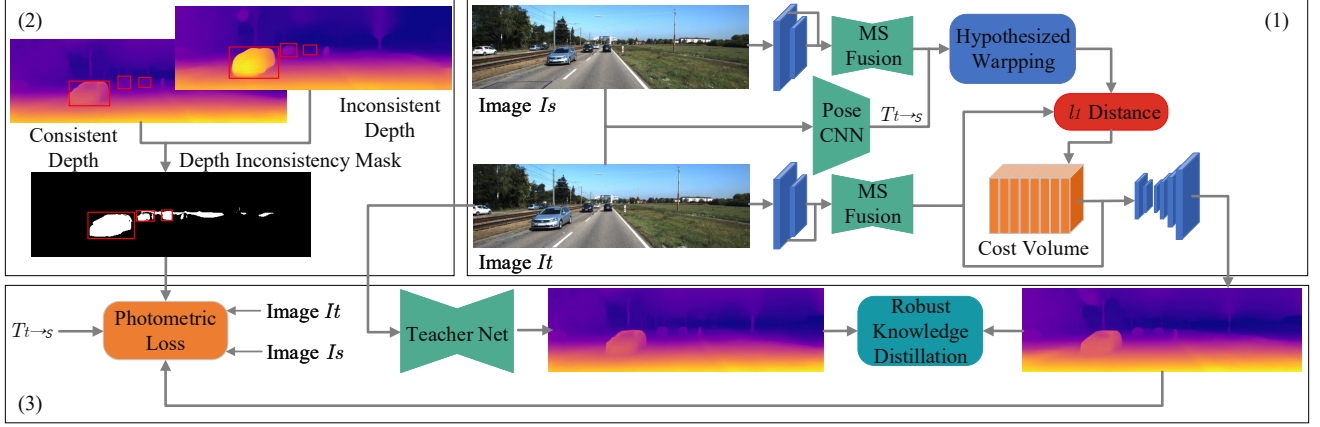 (2)
Inconsistent
Depth
Consistent
Depth
Depth Inconsistency Mask
(1)
Image Is
MS
Fusion
Hypothesized
Warpping
Pose
CNN
Tt→s
l1 Distance
Image It
MS
Fusion
Cost Volume
(3)
Tt→s
Photometric
Loss
Image It
Image Is
Teacher Net
Robust
Knowledge
Distillation